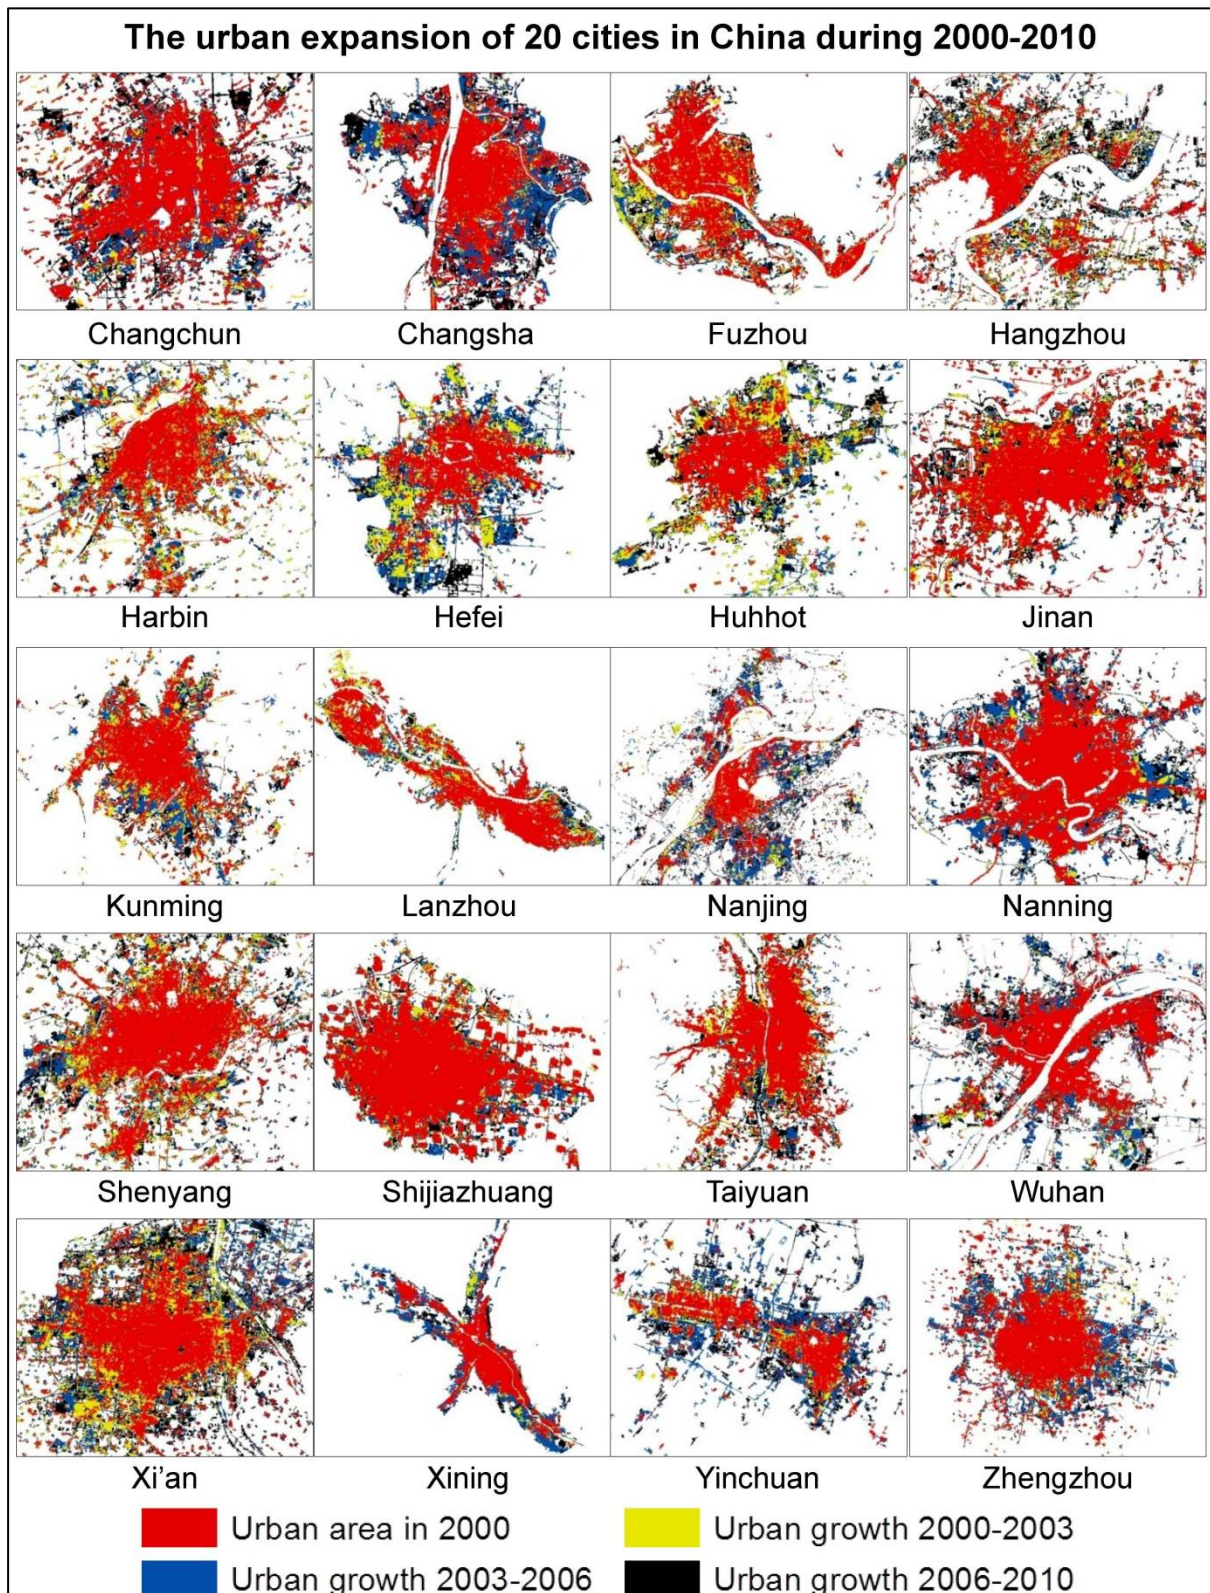 The urban expansion of 20 cities in China during 2000-2010
Changchun
Changsha
Fuzhou
Hangzhou
Harbin
Hefei
Huhhot
Jinan
Kunming
Lanzhou
Nanjing
Nanning
Shenyang
Shijiazhuang
Taiyuan
Wuhan
Xi'an
Xining
Yinchuan
Zhengzhou
Urban area in 2000
Urban growth 2000-2003
Urban growth 2003-2006
Urban growth 2006-2010